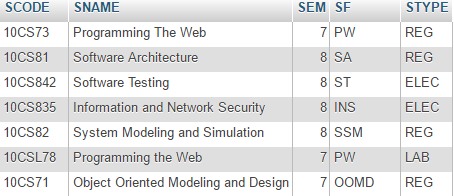 SCODE SNAME SEM SF STYPE
10CS73 Programming The Web 7 PW REG
10CS81 Software Architecture 8 SA REG
10CS842 Software Testing 8 ST ELEC
10CS835 Information and Network Security 8 INS ELEC
10CS82 System Modeling and Simulation 8 SSM REG
10CSL78 Programming the Web 7 PW LAB
10CS71 Object Oriented Modeling and Design 7 OOMD REG